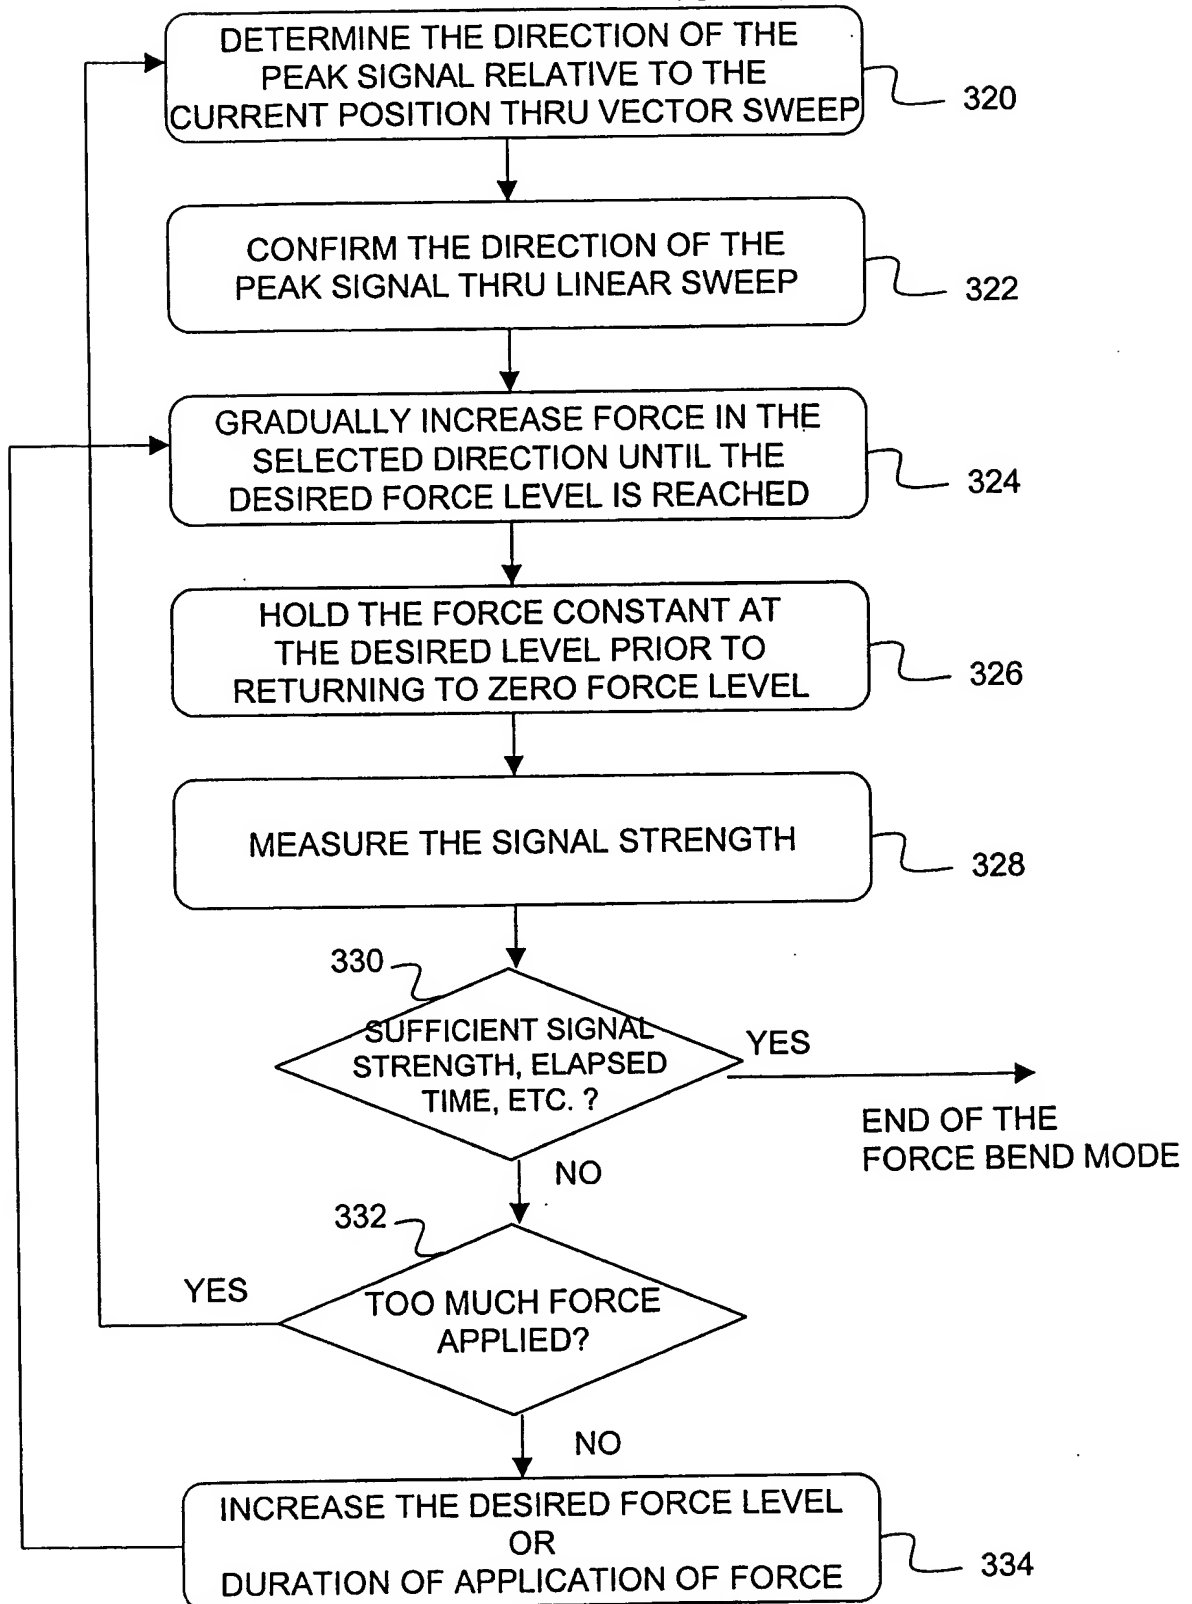 DETERMINE THE DIRECTION OF THE
PEAK SIGNAL RELATIVE TO THE
CURRENT POSITION THRU VECTOR SWEEP
320
CONFIRM THE DIRECTION OF THE
PEAK SIGNAL THRU LINEAR SWEEP
322
GRADUALLY INCREASE FORCE IN THE
SELECTED DIRECTION UNTIL THE
DESIRED FORCE LEVEL IS REACHED
324
HOLD THE FORCE CONSTANT AT
THE DESIRED LEVEL PRIOR TO
RETURNING TO ZERO FORCE LEVEL
326
MEASURE THE SIGNAL STRENGTH
328
330
SUFFICIENT SIGNAL
STRENGTH, ELAPSED
TIME, ETC. ?
YES
END OF THE
FORCE BEND MODE
NO
332
YES
TOO MUCH FORCE
APPLIED?
NO
INCREASE THE DESIRED FORCE LEVEL
OR
DURATION OF APPLICATION OF FORCE
334